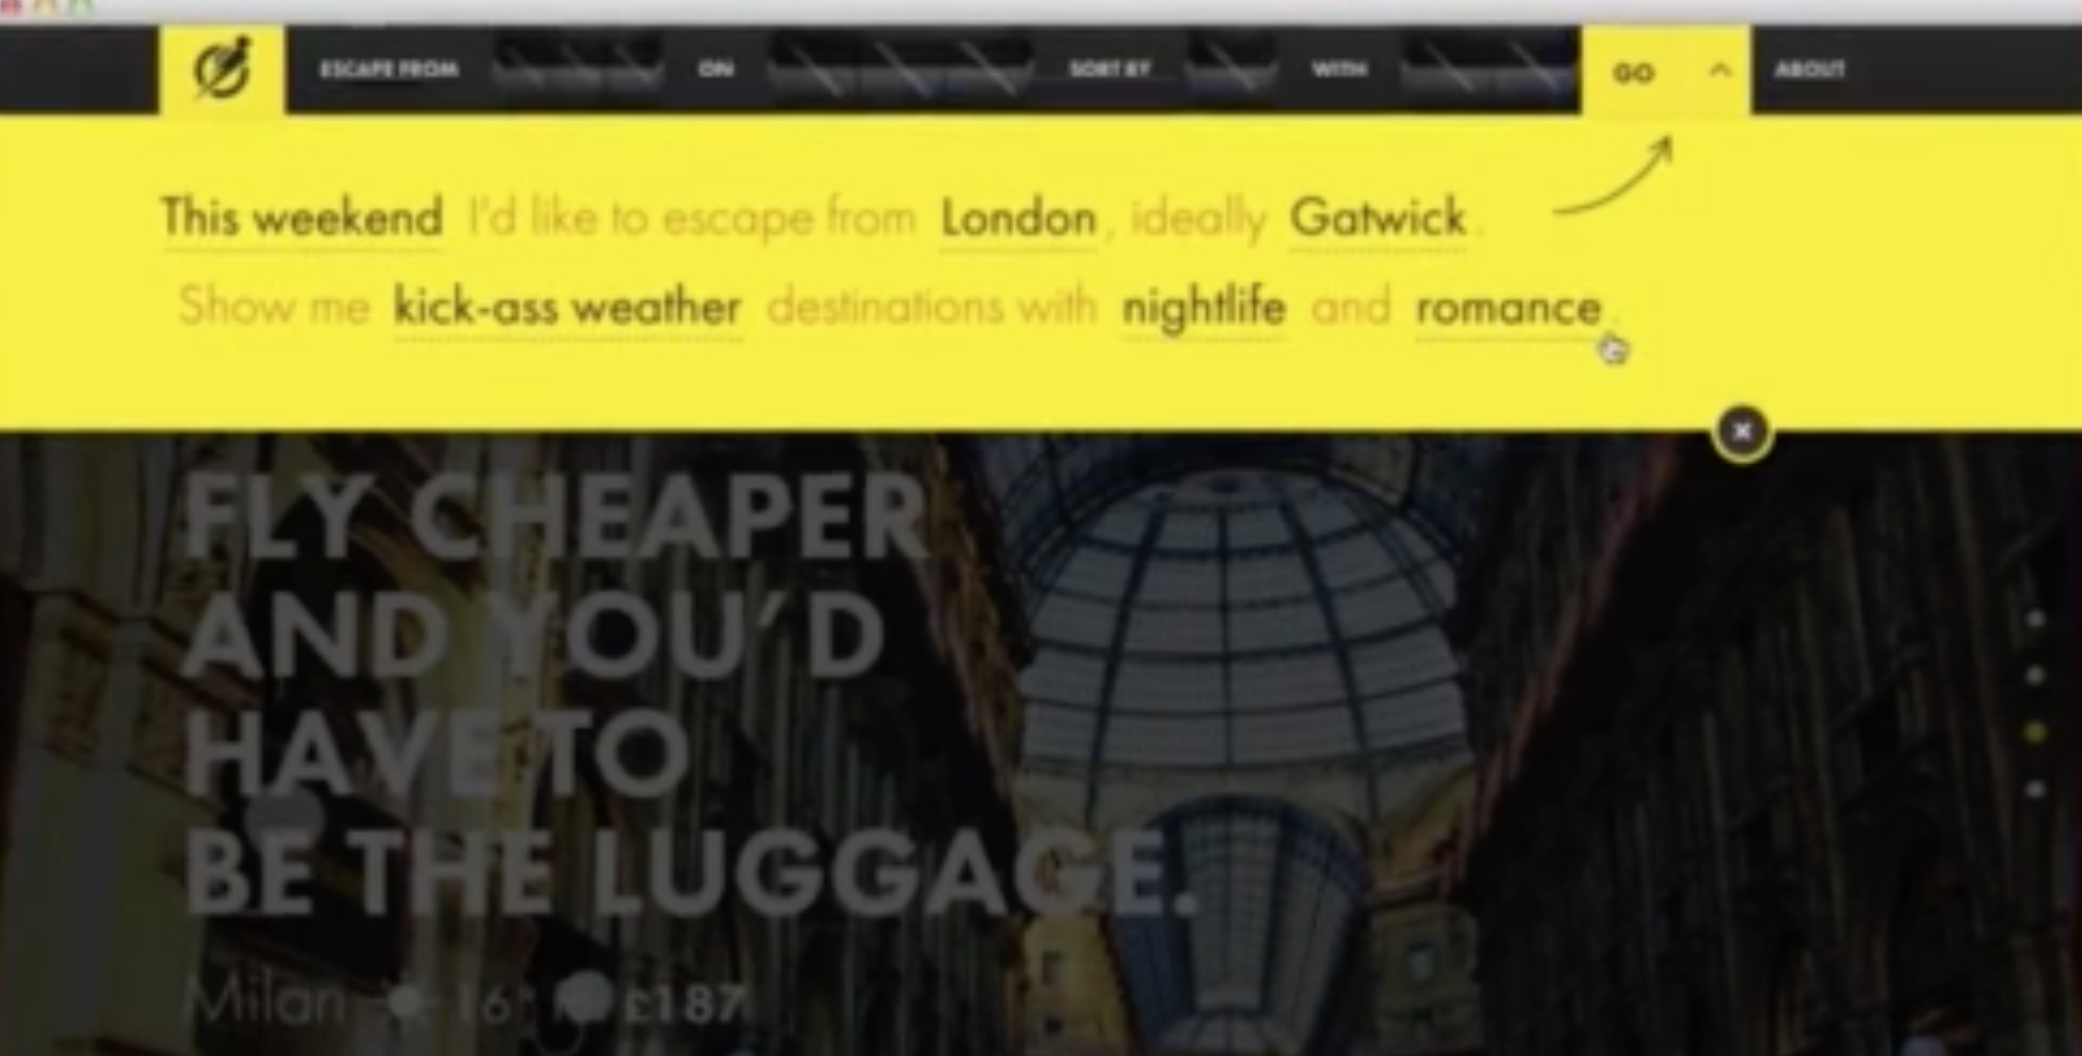 ESCAPE FROM ON SORT BY WITH GO ABOUT
This weekend I'd like to escape from London, ideally Gatwick.
Show me kick-ass weather destinations with nightlife and romance.
FLY CHEAPER
AND YOU'D
HAVE TO
BE THE LUGGAGE.
Milan 16° £187